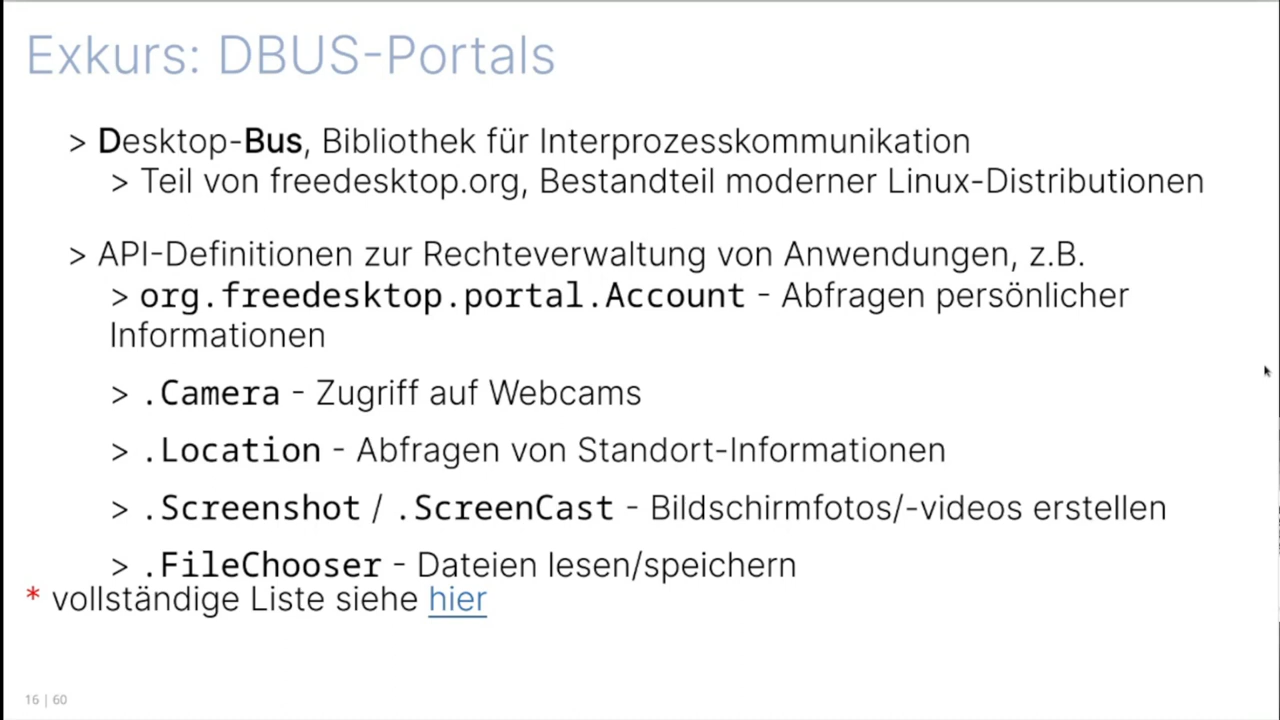 Exkurs: DBUS-Portals
> Desktop-Bus, Bibliothek für Interprozesskommunikation
> Teil von freedesktop.org, Bestandteil moderner Linux-Distributionen
> API-Definitionen zur Rechteverwaltung von Anwendungen, z.B.
> org.freedesktop.portal.Account - Abfragen persönlicher
Informationen
> .Camera - Zugriff auf Webcams
> .Location - Abfragen von Standort-Informationen
> .Screenshot / .ScreenCast - Bildschirmfotos/-videos erstellen
> .FileChooser - Dateien lesen/speichern
* vollständige Liste siehe hier
16 | 60